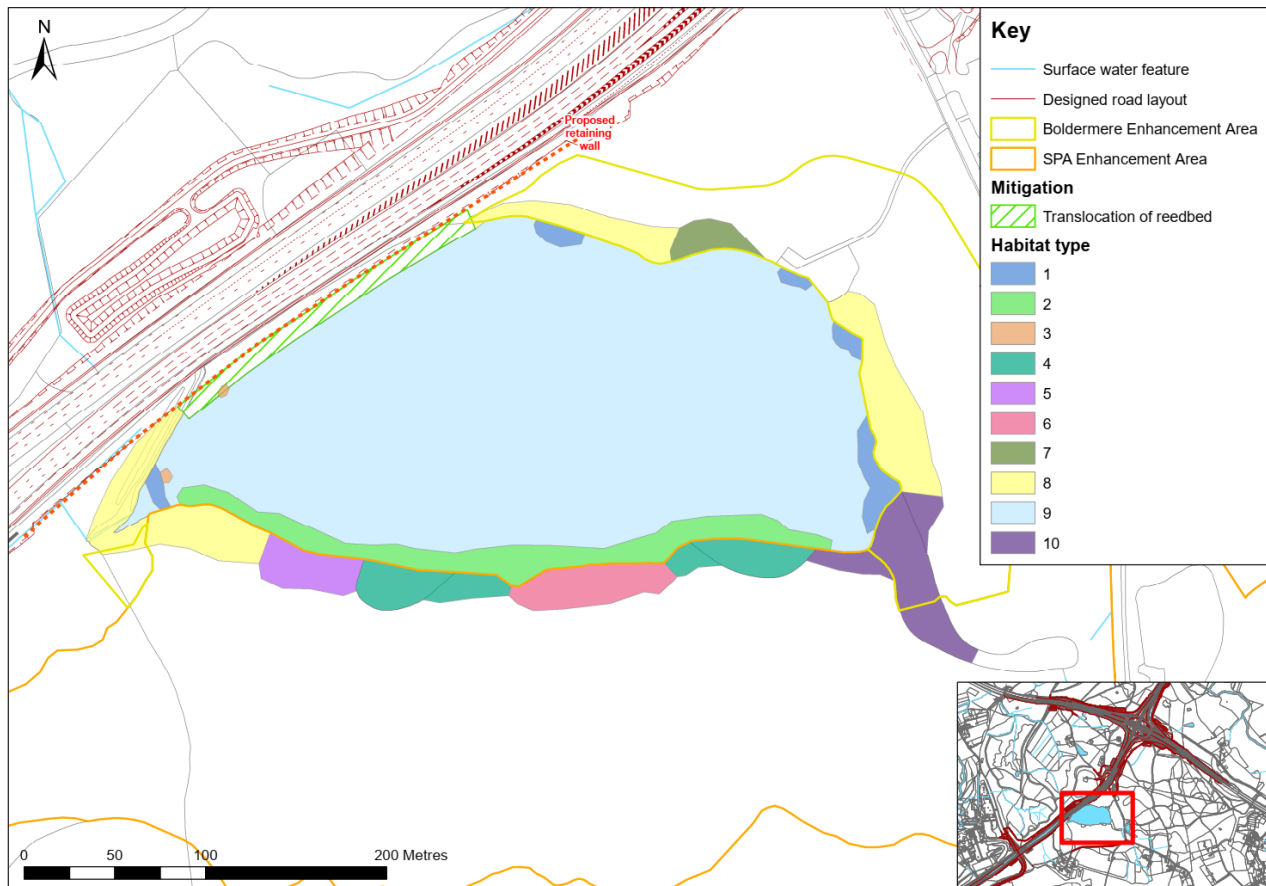 N
Proposed
retaining
wall
Key
Surface water feature
Designed road layout
Boldermere Enhancement Area
SPA Enhancement Area
Mitigation
Translocation of reedbed
Habitat type
1
2
3
4
5
6
7
8
9
10
0 50 100 200 Metres